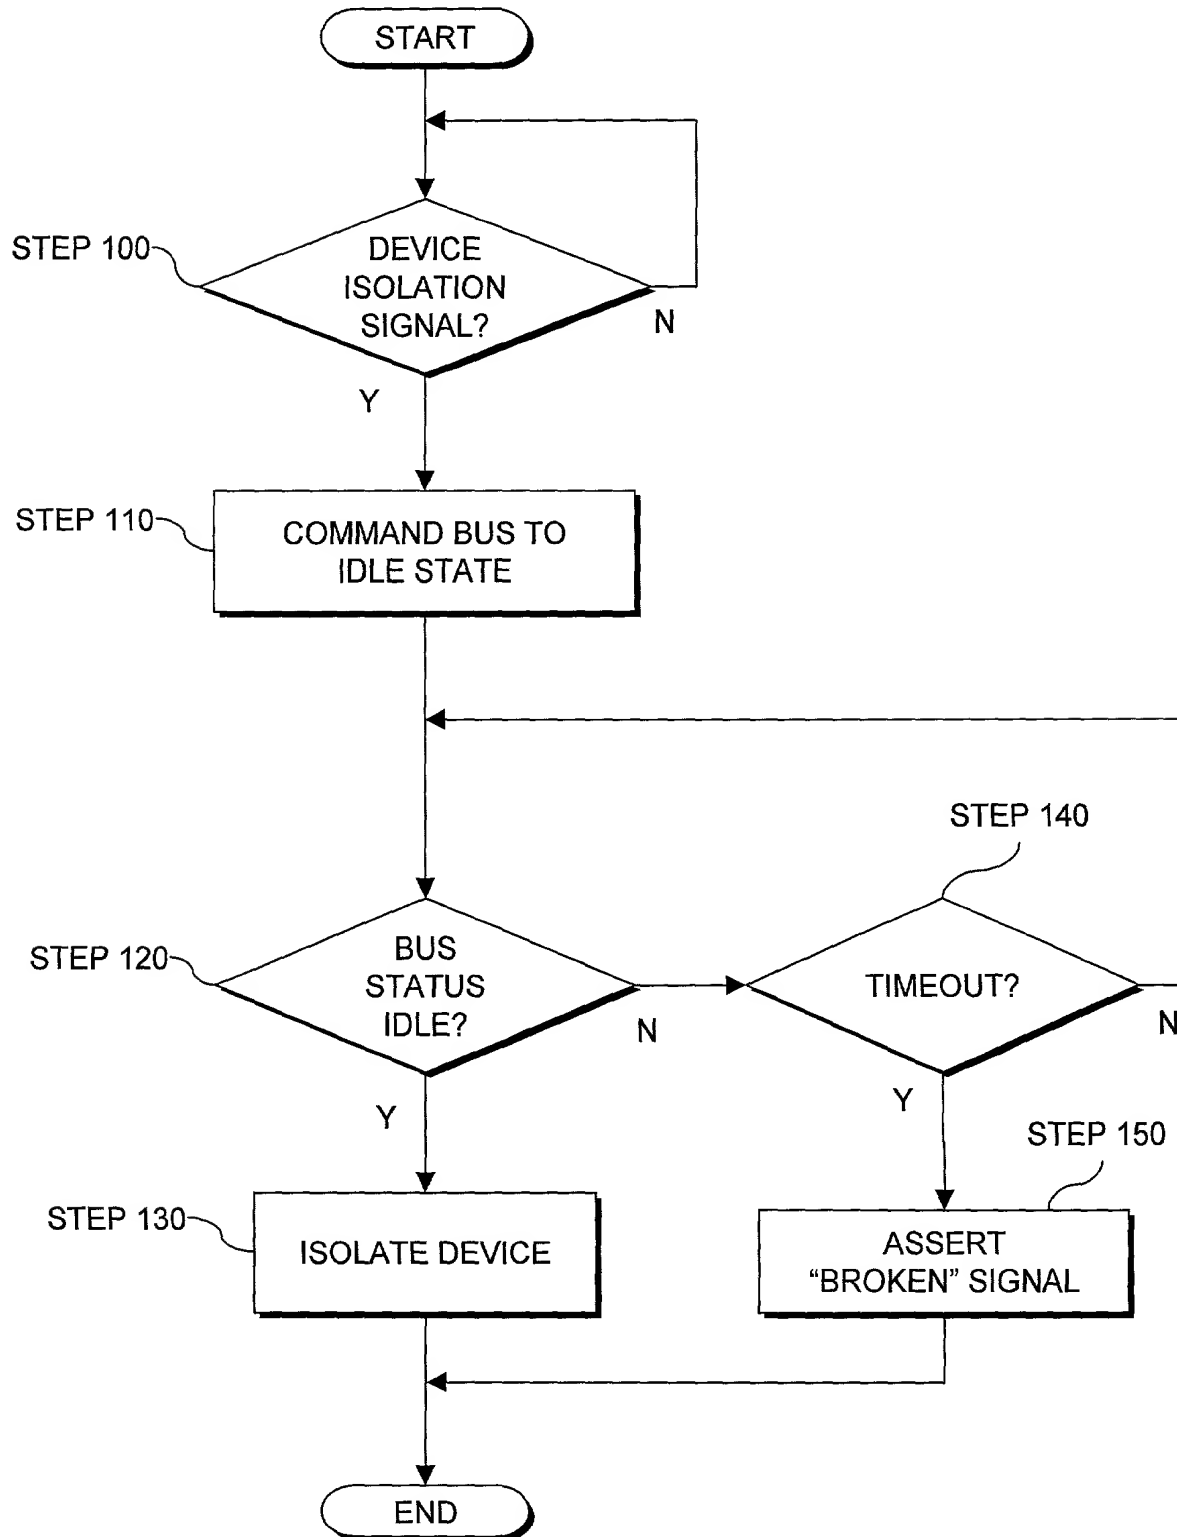 START
STEP 100
DEVICE
ISOLATION
SIGNAL?
N
Y
STEP 110
COMMAND BUS TO
IDLE STATE
STEP 140
STEP 120
BUS
STATUS
IDLE?
N
TIMEOUT?
N
Y
Y
STEP 150
STEP 130
ISOLATE DEVICE
ASSERT
“BROKEN” SIGNAL
END